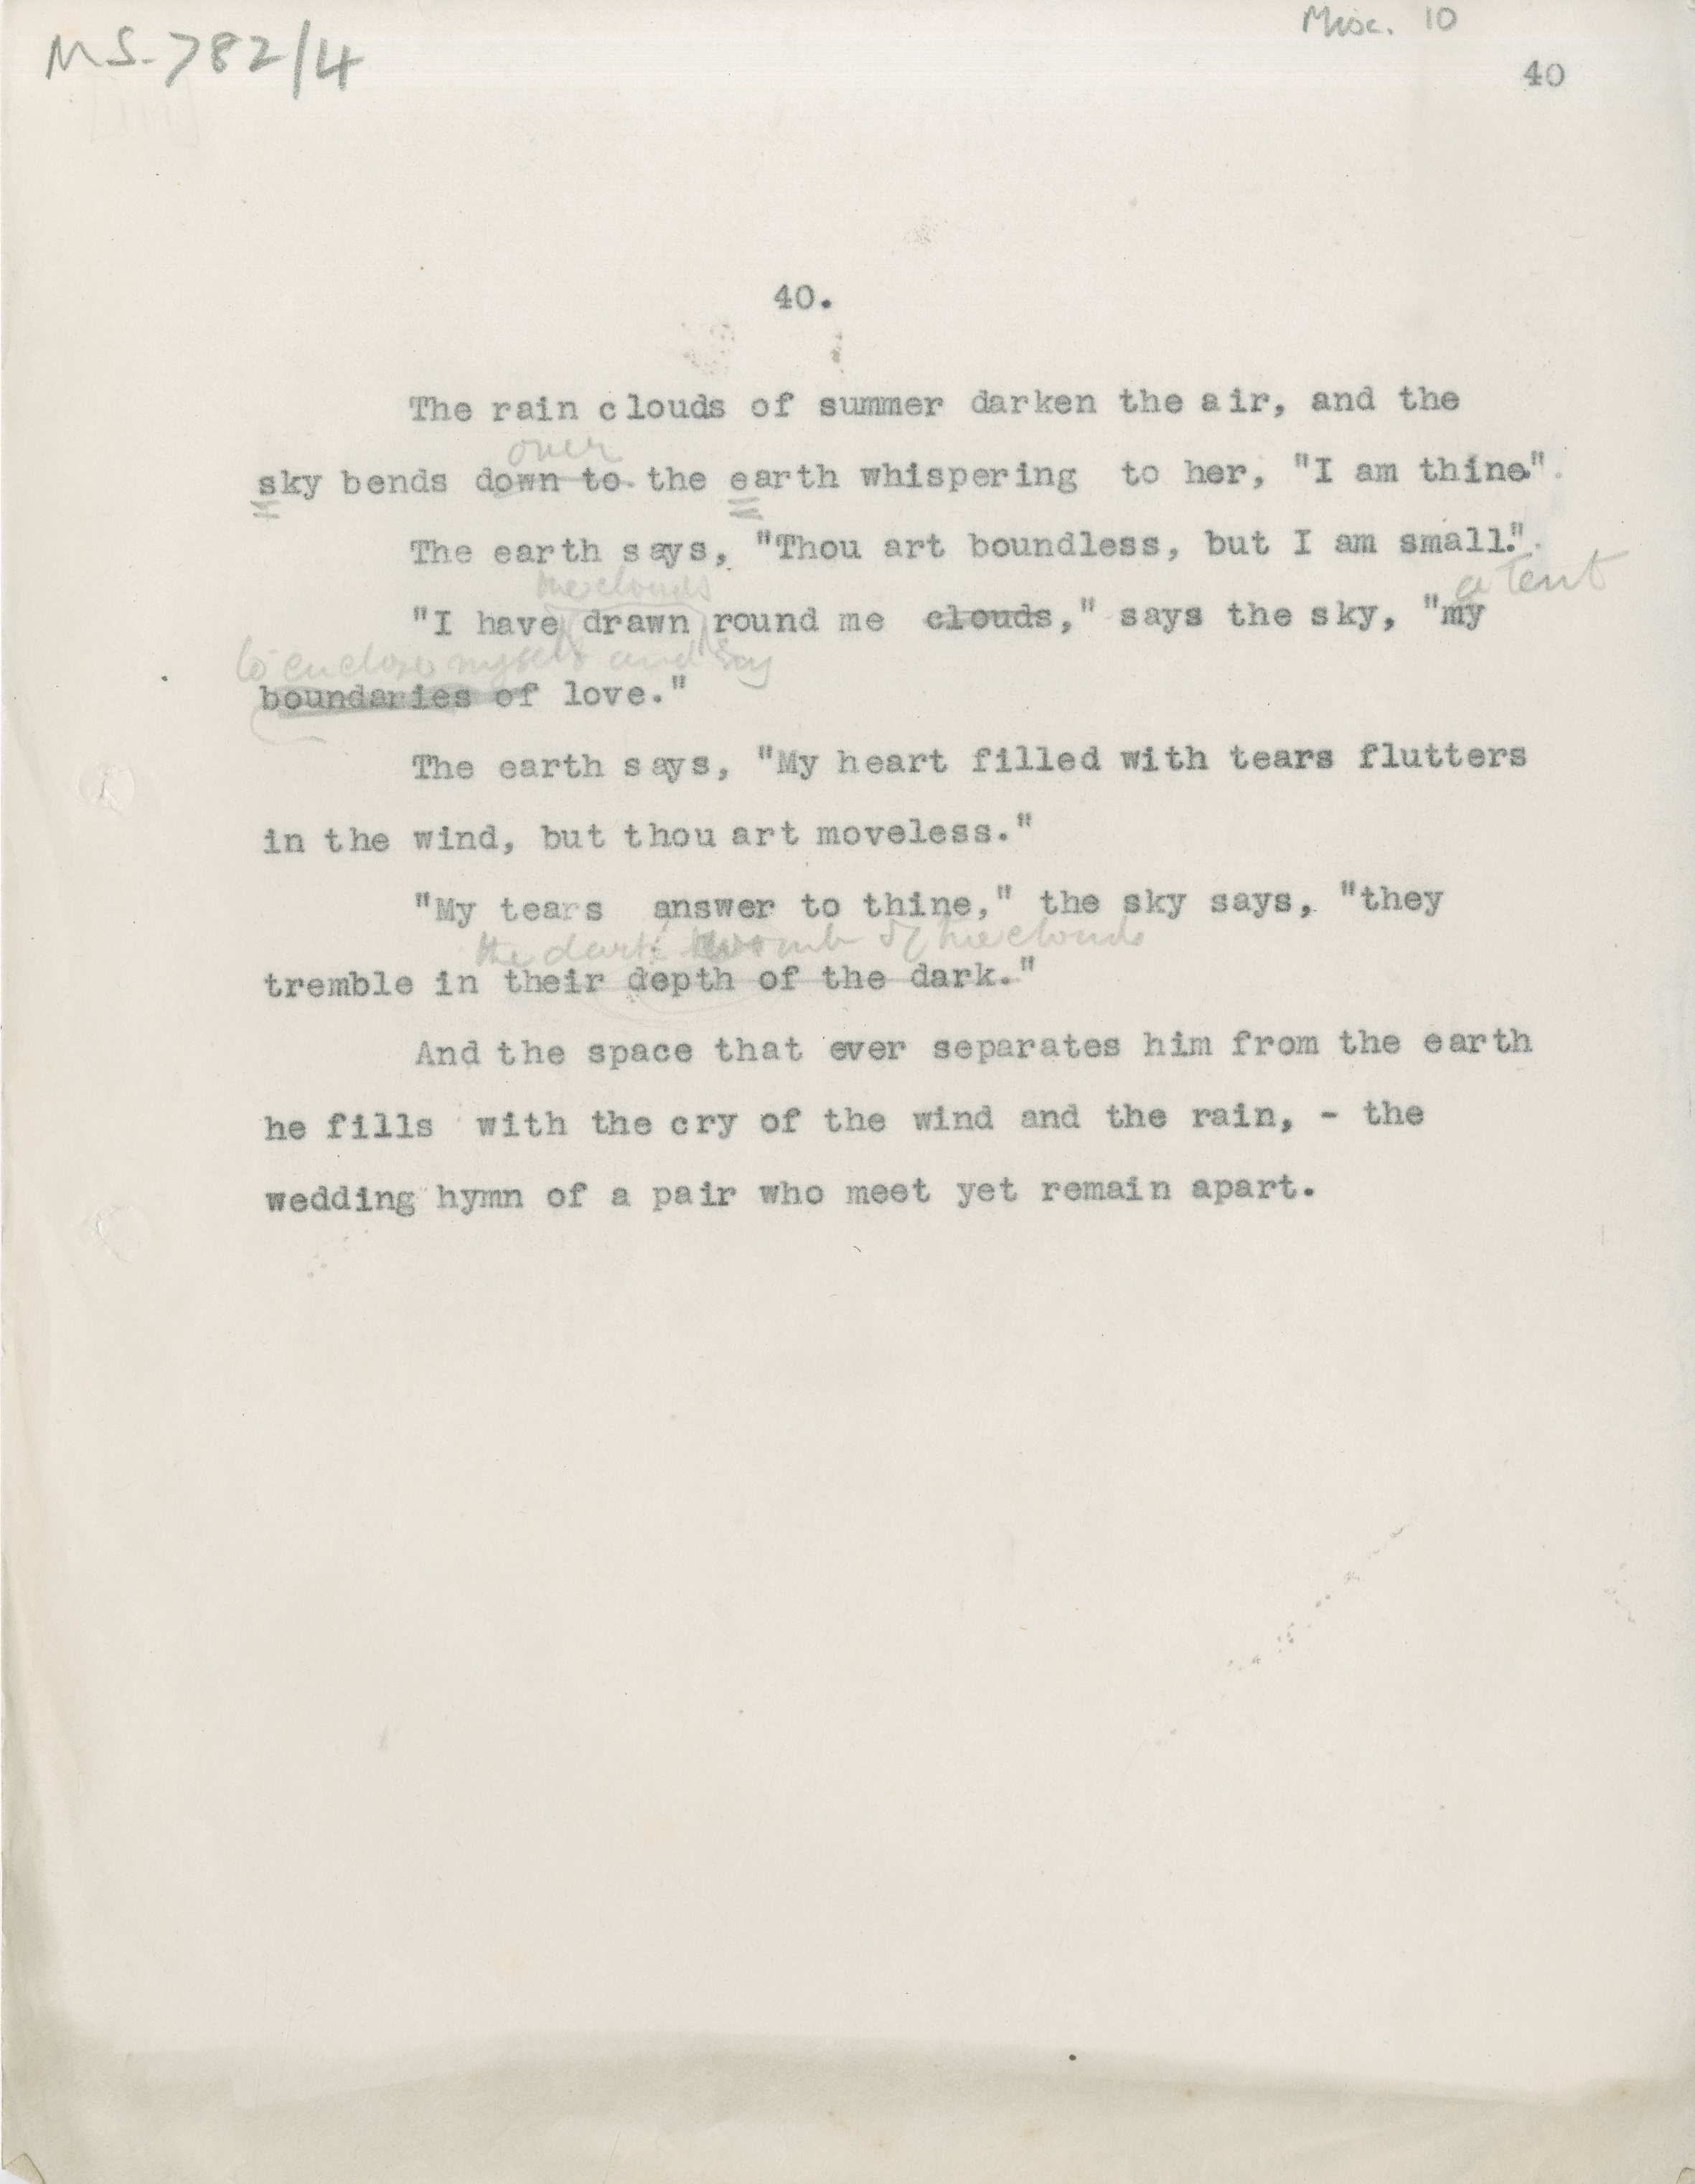 MS-782/4
Misc. 10
40
40.
The rain clouds of summer darken the air, and the
over
sky bends down to the earth whispering to her, "I am thine".
The earth says, "Thou art boundless, but I am small."
the clouds
a tent
"I have drawn round me clouds," says the sky, "my
to enclose myself and my
boundaries of love."
The earth says, "My heart filled with tears flutters
in the wind, but thou art moveless."
"My tears answer to thine," the sky says, "they
the dark womb of the clouds
tremble in their depth of the dark."
And the space that ever separates him from the earth
he fills with the cry of the wind and the rain, - the
wedding hymn of a pair who meet yet remain apart.